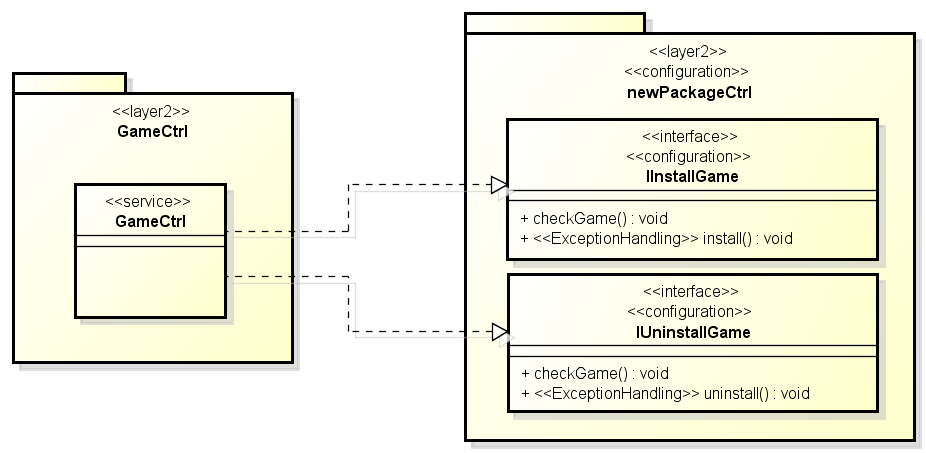 <<layer2>>
GameCtrl
<<service>>
GameCtrl
<<layer2>>
<<configuration>>
newPackageCtrl
<<interface>>
<<configuration>>
IInstallGame
+ checkGame() : void
+ <<ExceptionHandling>> install() : void
<<interface>>
<<configuration>>
IUninstallGame
+ checkGame() : void
+ <<ExceptionHandling>> uninstall() : void